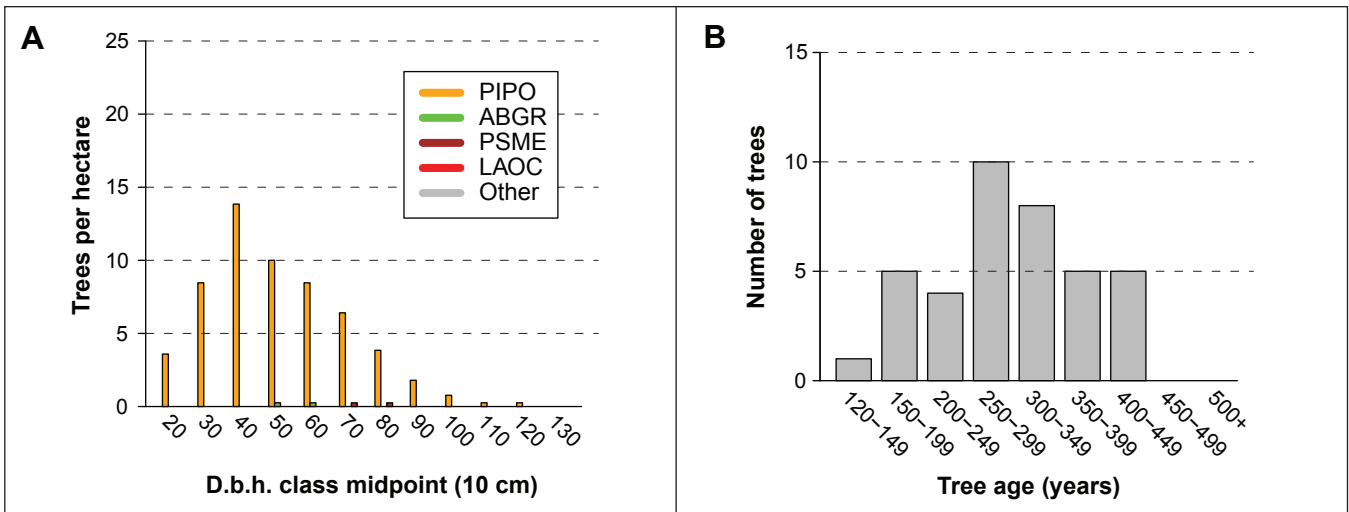 A
25
20
15
10
5
0
Trees per hectare
PIPO
ABGR
PSME
LAOC
Other
20 30 40 50 60 70 80 90 100 110 120 130
D.b.h. class midpoint (10 cm)
B
15
10
5
0
Number of trees
120–149 150–199 200–249 250–299 300–349 350–399 400–449 450–499 500+
Tree age (years)